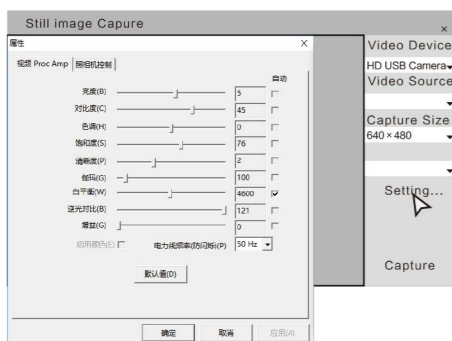 Still image Capure
×
属性
X
视频 Proc Amp
照相机控制
自动
亮度(B) 5
对比度(C) 45
色调(H) 0
饱和度(S) 76
清晰度(P) 2
伽玛(G) 100
白平衡(W) 4600
逆光对比(B) 121
增益(G) 0
启用颜色(E)
电力线频率(防闪烁)(P) 50 Hz
默认值(D)
确定
取消
应用(A)
Video Device
HD USB Camera
Video Source
Capture Size
640×480
Setting...
Capture